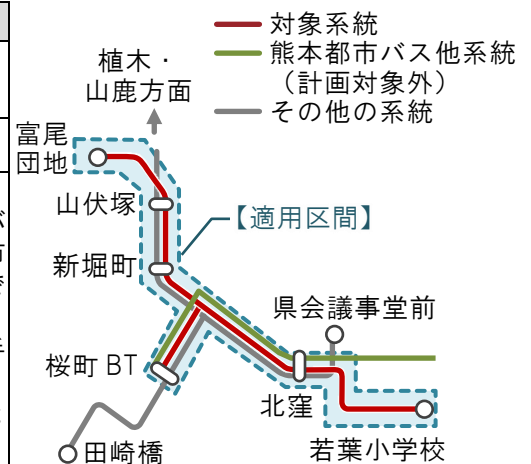 対象系統
熊本都市バス他系統
（計画対象外）
その他の系統
植木・
山鹿方面
富尾
団地
山伏塚
【適用区間】
新堀町
県会議事堂前
桜町 BT
北窪
田崎橋
若葉小学校